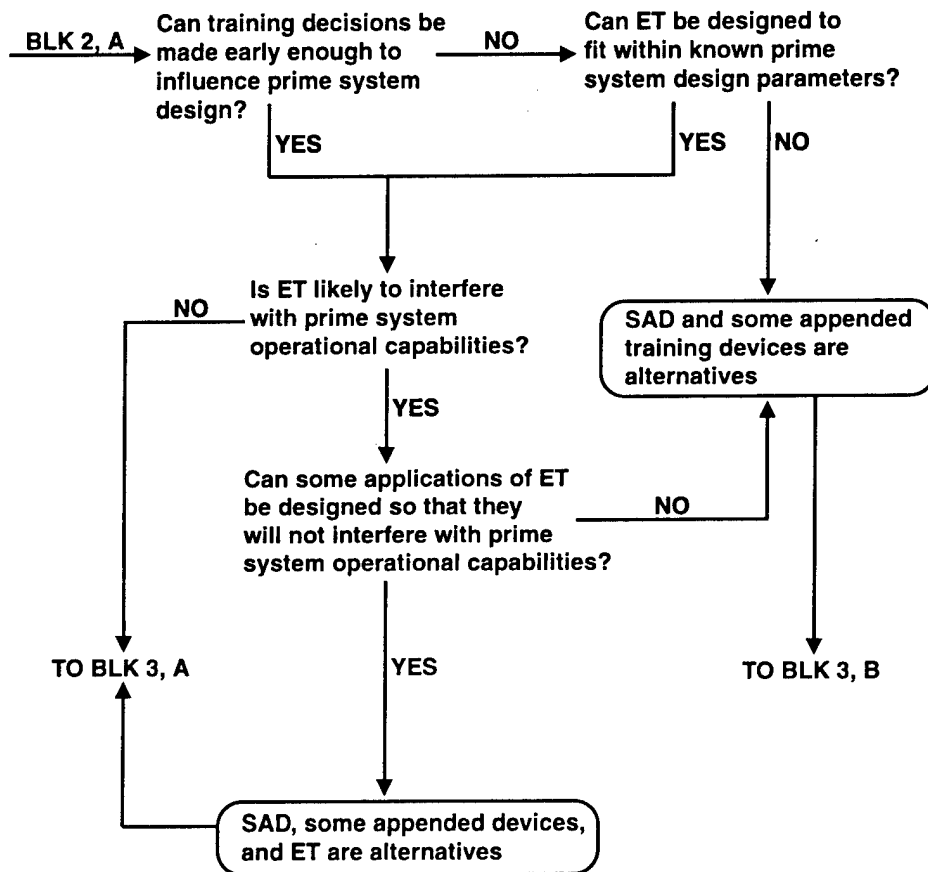 BLK 2, A
Can training decisions be
made early enough to
influence prime system
design?
NO
Can ET be designed to
fit within known prime
system design parameters?
YES
YES
NO
Is ET likely to interfere
with prime system
operational capabilities?
NO
SAD and some appended
training devices are
alternatives
YES
Can some applications of ET
be designed so that they
will not interfere with prime
system operational capabilities?
NO
TO BLK 3, A
YES
TO BLK 3, B
SAD, some appended devices,
and ET are alternatives